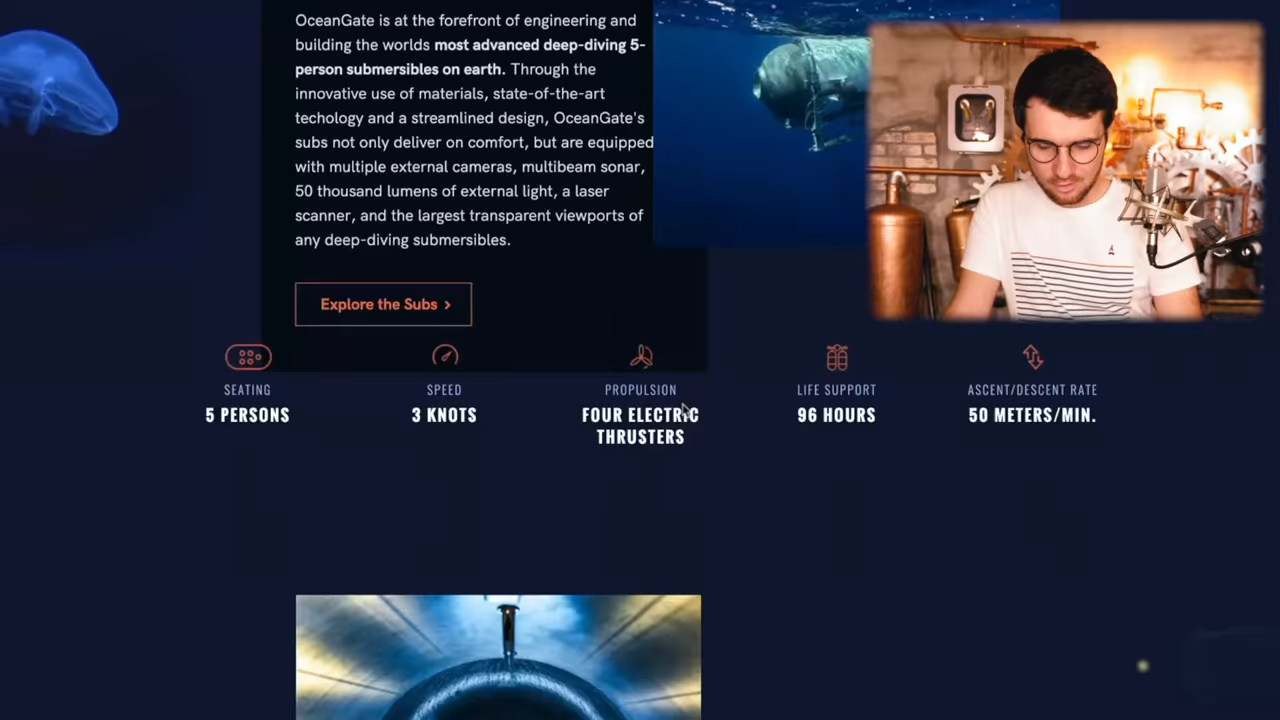 OceanGate is at the forefront of engineering and
building the worlds most advanced deep-diving 5-
person submersibles on earth. Through the
innovative use of materials, state-of-the-art
techology and a streamlined design, OceanGate's
subs not only deliver on comfort, but are equipped
with multiple external cameras, multibeam sonar,
50 thousand lumens of external light, a laser
scanner, and the largest transparent viewports of
any deep-diving submersibles.
Explore the Subs ›
SEATING
5 PERSONS
SPEED
3 KNOTS
PROPULSION
FOUR ELECTRIC
THRUSTERS
LIFE SUPPORT
96 HOURS
ASCENT/DESCENT RATE
50 METERS/MIN.